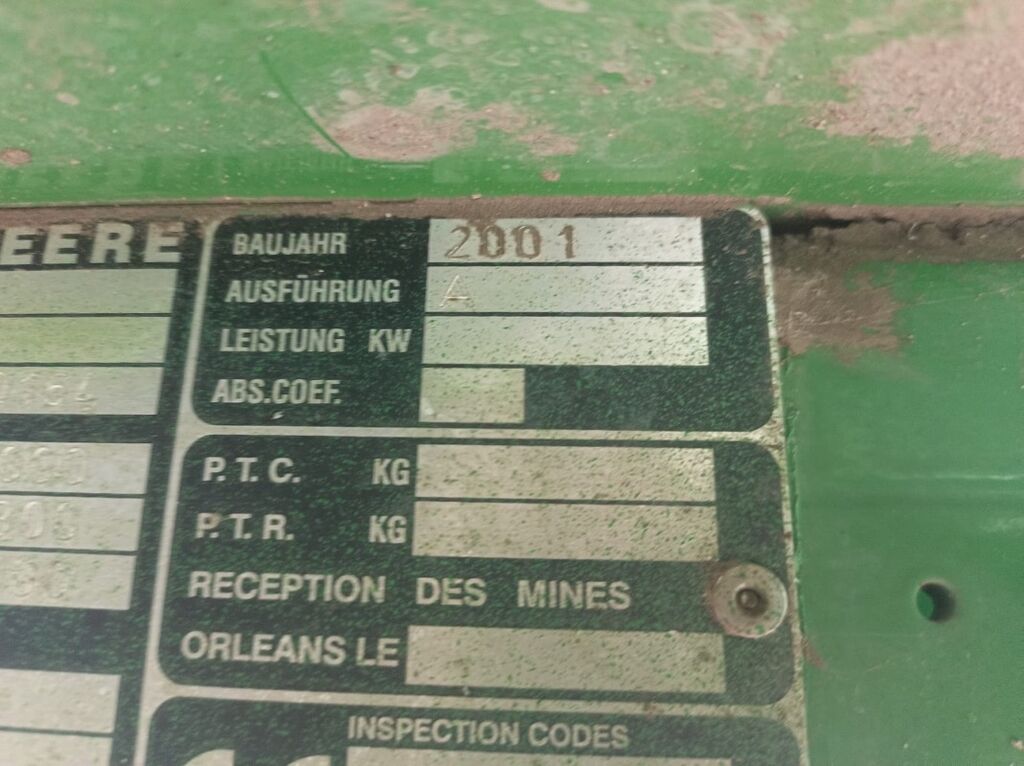 EERE
BAUJAHR 2001
AUSFÜHRUNG A
LEISTUNG KW
ABS.COEF.
P.T.C. KG
P.T.R. KG
RECEPTION DES MINES
ORLEANS LE
INSPECTION CODES